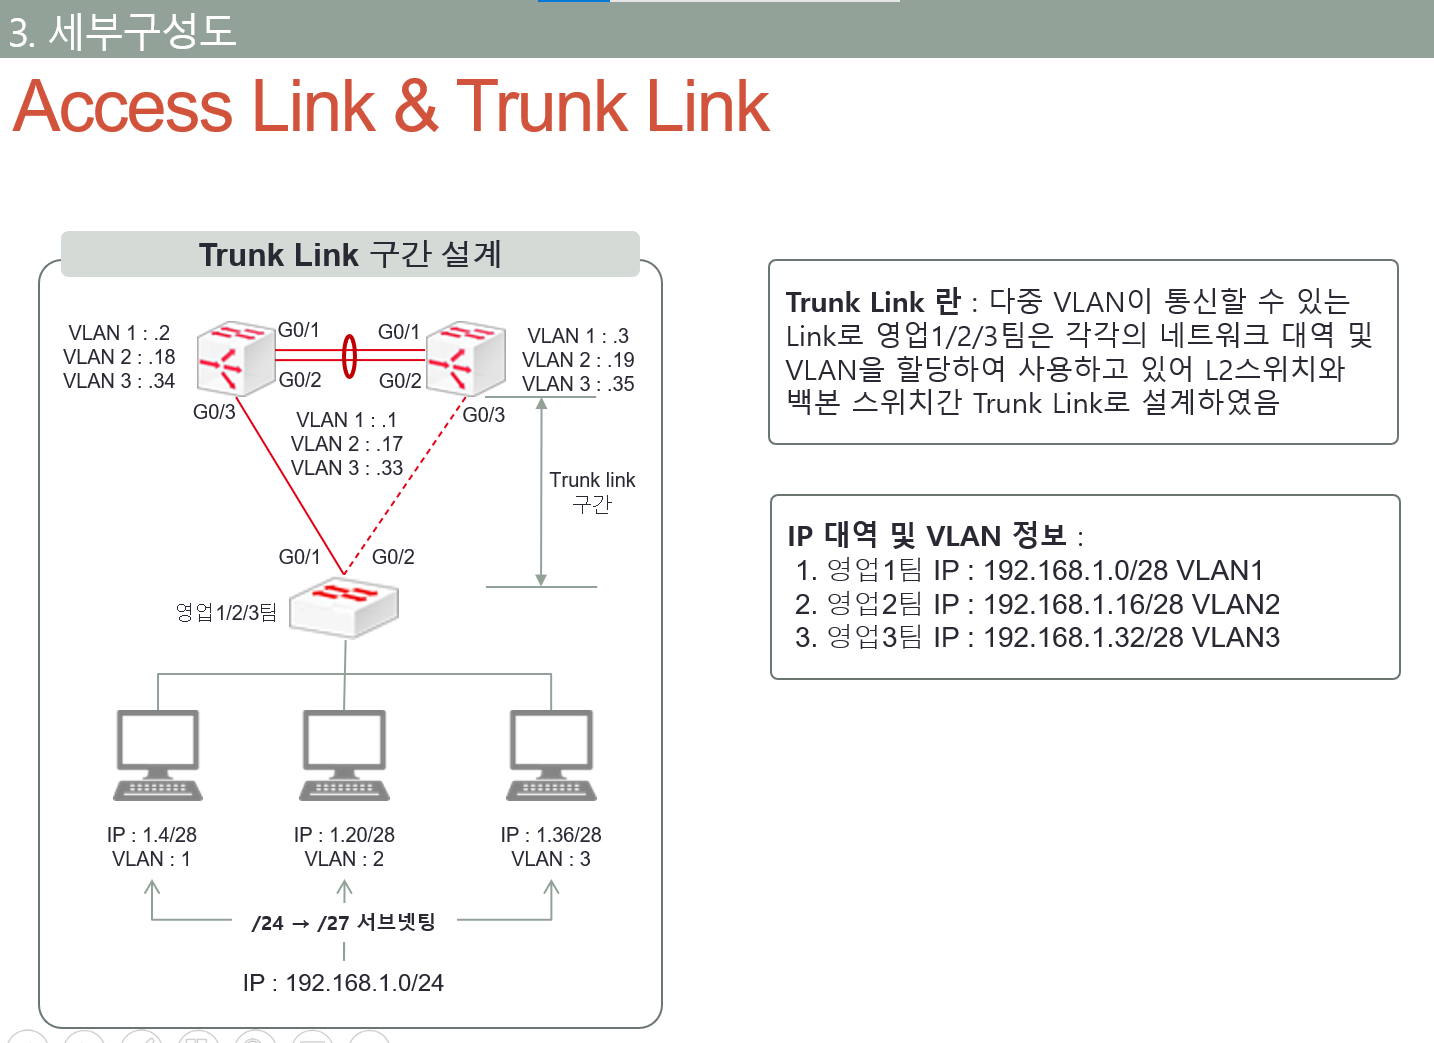 3. 세부구성도
Access Link & Trunk Link
Trunk Link 구간 설계
VLAN 1 : .2
VLAN 2 : .18
VLAN 3 : .34
G0/1
G0/2
G0/3
G0/1
G0/2
G0/3
VLAN 1 : .3
VLAN 2 : .19
VLAN 3 : .35
VLAN 1 : .1
VLAN 2 : .17
VLAN 3 : .33
Trunk link
구간
G0/1
G0/2
영업1/2/3팀
IP : 1.4/28
VLAN : 1
IP : 1.20/28
VLAN : 2
IP : 1.36/28
VLAN : 3
/24 → /27 서브넷팅
IP : 192.168.1.0/24
Trunk Link 란 : 다중 VLAN이 통신할 수 있는
Link로 영업1/2/3팀은 각각의 네트워크 대역 및
VLAN을 할당하여 사용하고 있어 L2스위치와
백본 스위치간 Trunk Link로 설계하였음
IP 대역 및 VLAN 정보 :
1. 영업1팀 IP : 192.168.1.0/28 VLAN1
2. 영업2팀 IP : 192.168.1.16/28 VLAN2
3. 영업3팀 IP : 192.168.1.32/28 VLAN3